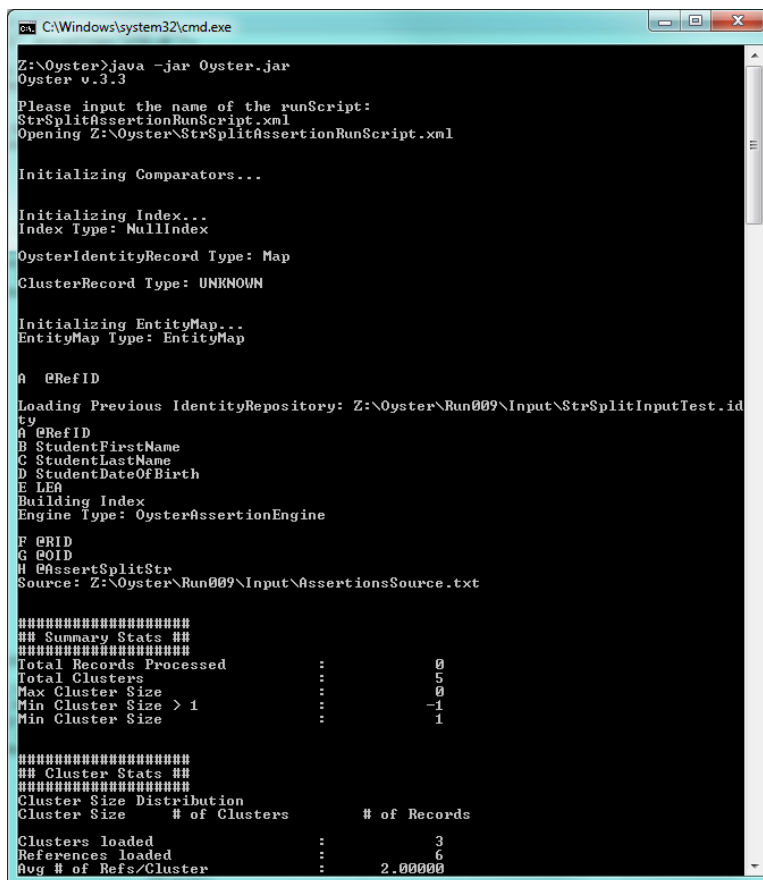 C:\Windows\system32\cmd.exe
Z:\Oyster>java -jar Oyster.jar
Oyster v.3.3
Please input the name of the runScript:
StrSplitAssertionRunScript.xml
Opening Z:\Oyster\StrSplitAssertionRunScript.xml
Initializing Comparators...
Initializing Index...
Index Type: NullIndex
OysterIdentityRecord Type: Map
ClusterRecord Type: UNKNOWN
Initializing EntityMap...
EntityMap Type: EntityMap
A @RefID
Loading Previous IdentityRepository: Z:\Oyster\Run009\Input\StrSplitInputTest.id
ty
A @RefID
B StudentFirstName
C StudentLastName
D StudentDateOfBirth
E LEA
Building Index
Engine Type: OysterAssertionEngine
F @RID
G @OID
H @AssertSplitStr
Source: Z:\Oyster\Run009\Input\AssertionsSource.txt
###################
## Summary Stats ##
###################
Total Records Processed : 0
Total Clusters : 5
Max Cluster Size : 0
Min Cluster Size > 1 : -1
Min Cluster Size : 1
###################
## Cluster Stats ##
###################
Cluster Size Distribution
Cluster Size # of Clusters # of Records
Clusters loaded : 3
References loaded : 6
Avg # of Refs/Cluster : 2.00000